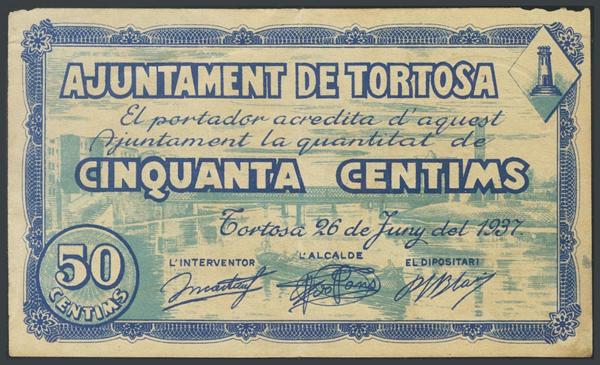 AJUNTAMENT DE TORTOSA
El portador acredita d'aquest
Ajuntament la quantitat de
CINQUANTA CENTIMS
Tortosa 26 de Juny del 1937.
L'INTERVENTOR L'ALCALDE EL DIPOSITARI
50
CENTIMS